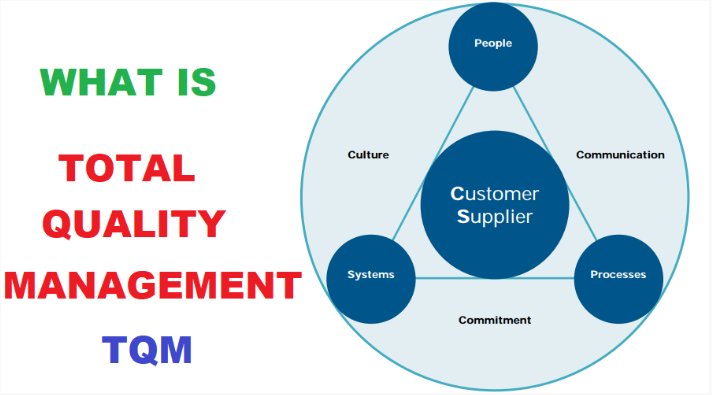 WHAT IS
TOTAL
QUALITY
MANAGEMENT
TQM
People
Culture
Communication
Customer
Supplier
Systems
Processes
Commitment